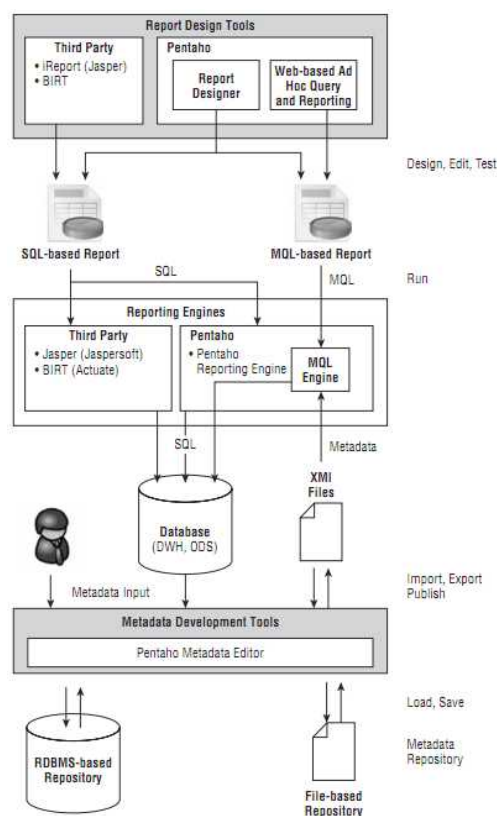 Report Design Tools
Third Party
• iReport (Jasper)
• BIRT
Pentaho
Report
Designer
Web-based Ad
Hoc Query
and Reporting
Design, Edit, Test
SQL-based Report
MQL-based Report
SQL
MQL
Run
Reporting Engines
Third Party
• Jasper (Jaspersoft)
• BIRT (Actuate)
Pentaho
• Pentaho
Reporting Engine
MQL
Engine
SQL
Metadata
XMI
Files
Database
(DWH, ODS)
Metadata Input
Import, Export
Publish
Metadata Development Tools
Pentaho Metadata Editor
Load, Save
Metadata
Repository
RDBMS-based
Repository
File-based
Repository